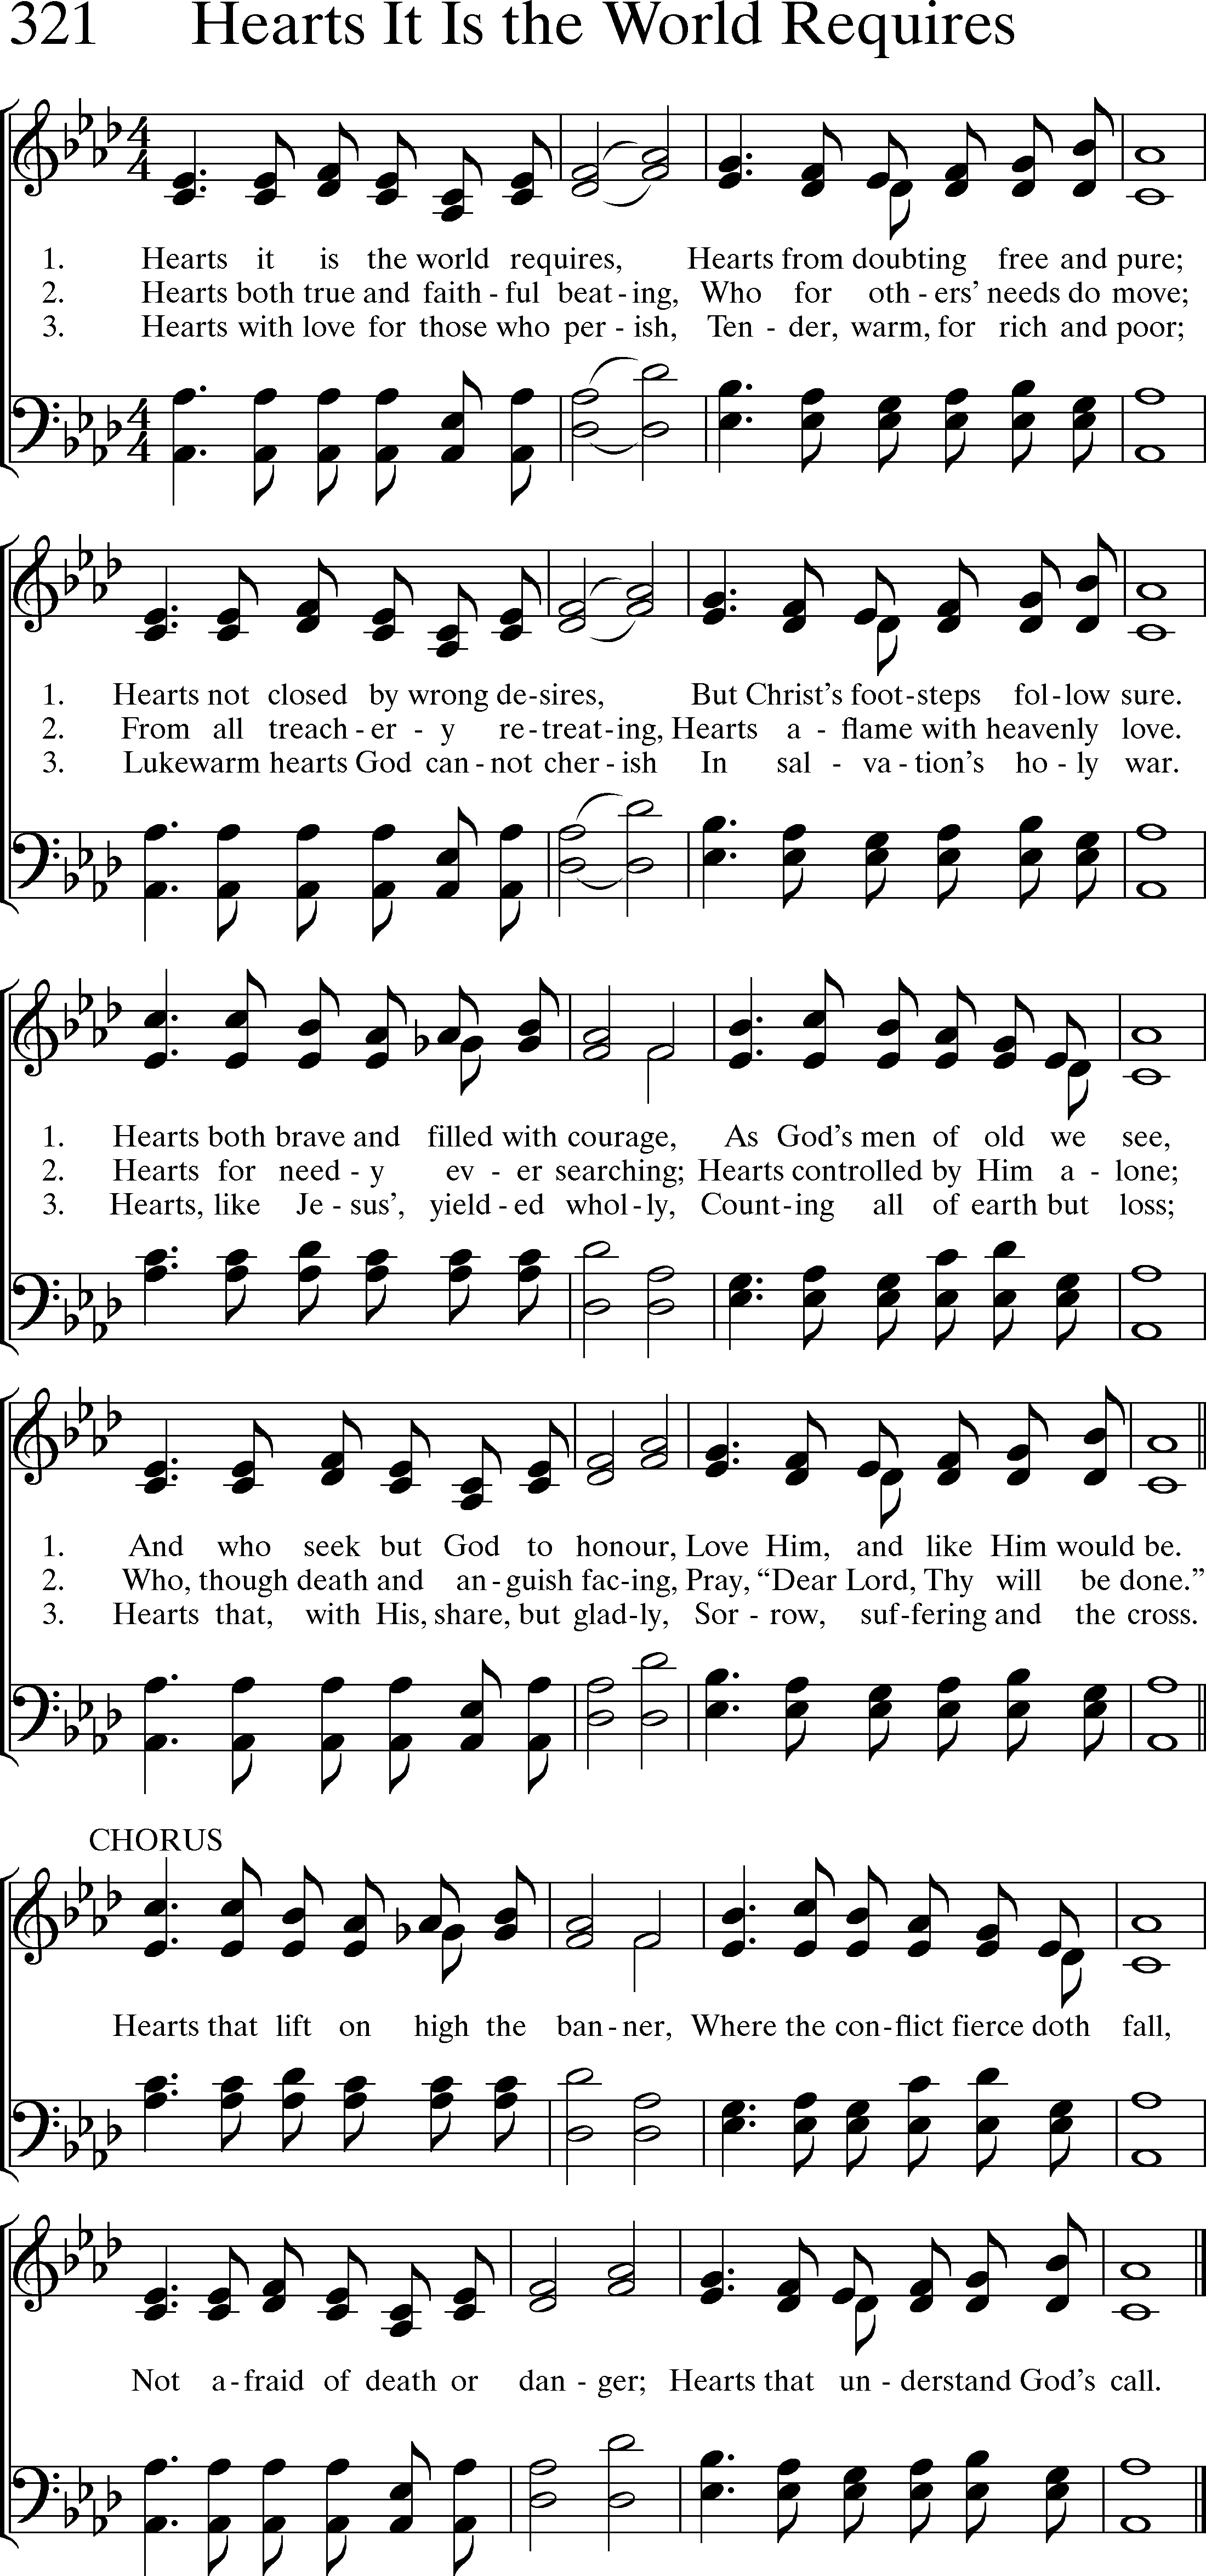 321 Hearts It Is the World Requires
1. Hearts it is the world requires, Hearts from doubting free and pure;
2. Hearts both true and faith - ful beat - ing, Who for oth - ers’ needs do move;
3. Hearts with love for those who per - ish, Ten - der, warm, for rich and poor;
1. Hearts not closed by wrong de - sires, But Christ’s foot - steps fol - low sure.
2. From all treach - er - y re - treat - ing, Hearts a - flame with heavenly love.
3. Lukewarm hearts God can - not cher - ish In sal - va - tion’s ho - ly war.
1. Hearts both brave and filled with courage, As God’s men of old we see,
2. Hearts for need - y ev - er searching; Hearts controlled by Him a - lone;
3. Hearts, like Je - sus’, yield - ed whol - ly, Count - ing all of earth but loss;
1. And who seek but God to honour, Love Him, and like Him would be.
2. Who, though death and an - guish fac - ing, Pray, “Dear Lord, Thy will be done.”
3. Hearts that, with His, share, but glad - ly, Sor - row, suf - fering and the cross.
CHORUS
Hearts that lift on high the ban - ner, Where the con - flict fierce doth fall,
Not a - fraid of death or dan - ger; Hearts that un - derstand God’s call.